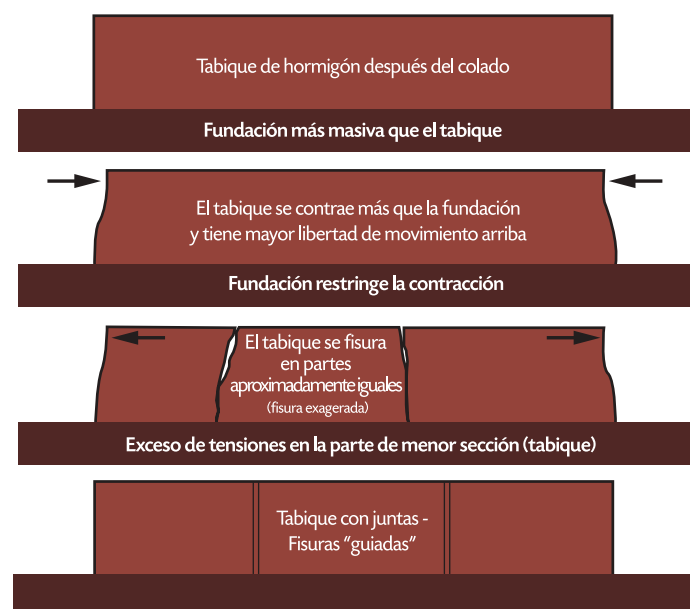 Tabique de hormigón después del colado
Fundación más masiva que el tabique
El tabique se contrae más que la fundación
y tiene mayor libertad de movimiento arriba
Fundación restringe la contracción
El tabique se fisura
en partes
aproximadamente iguales
(fisura exagerada)
Exceso de tensiones en la parte de menor sección (tabique)
Tabique con juntas -
Fisuras "guiadas"